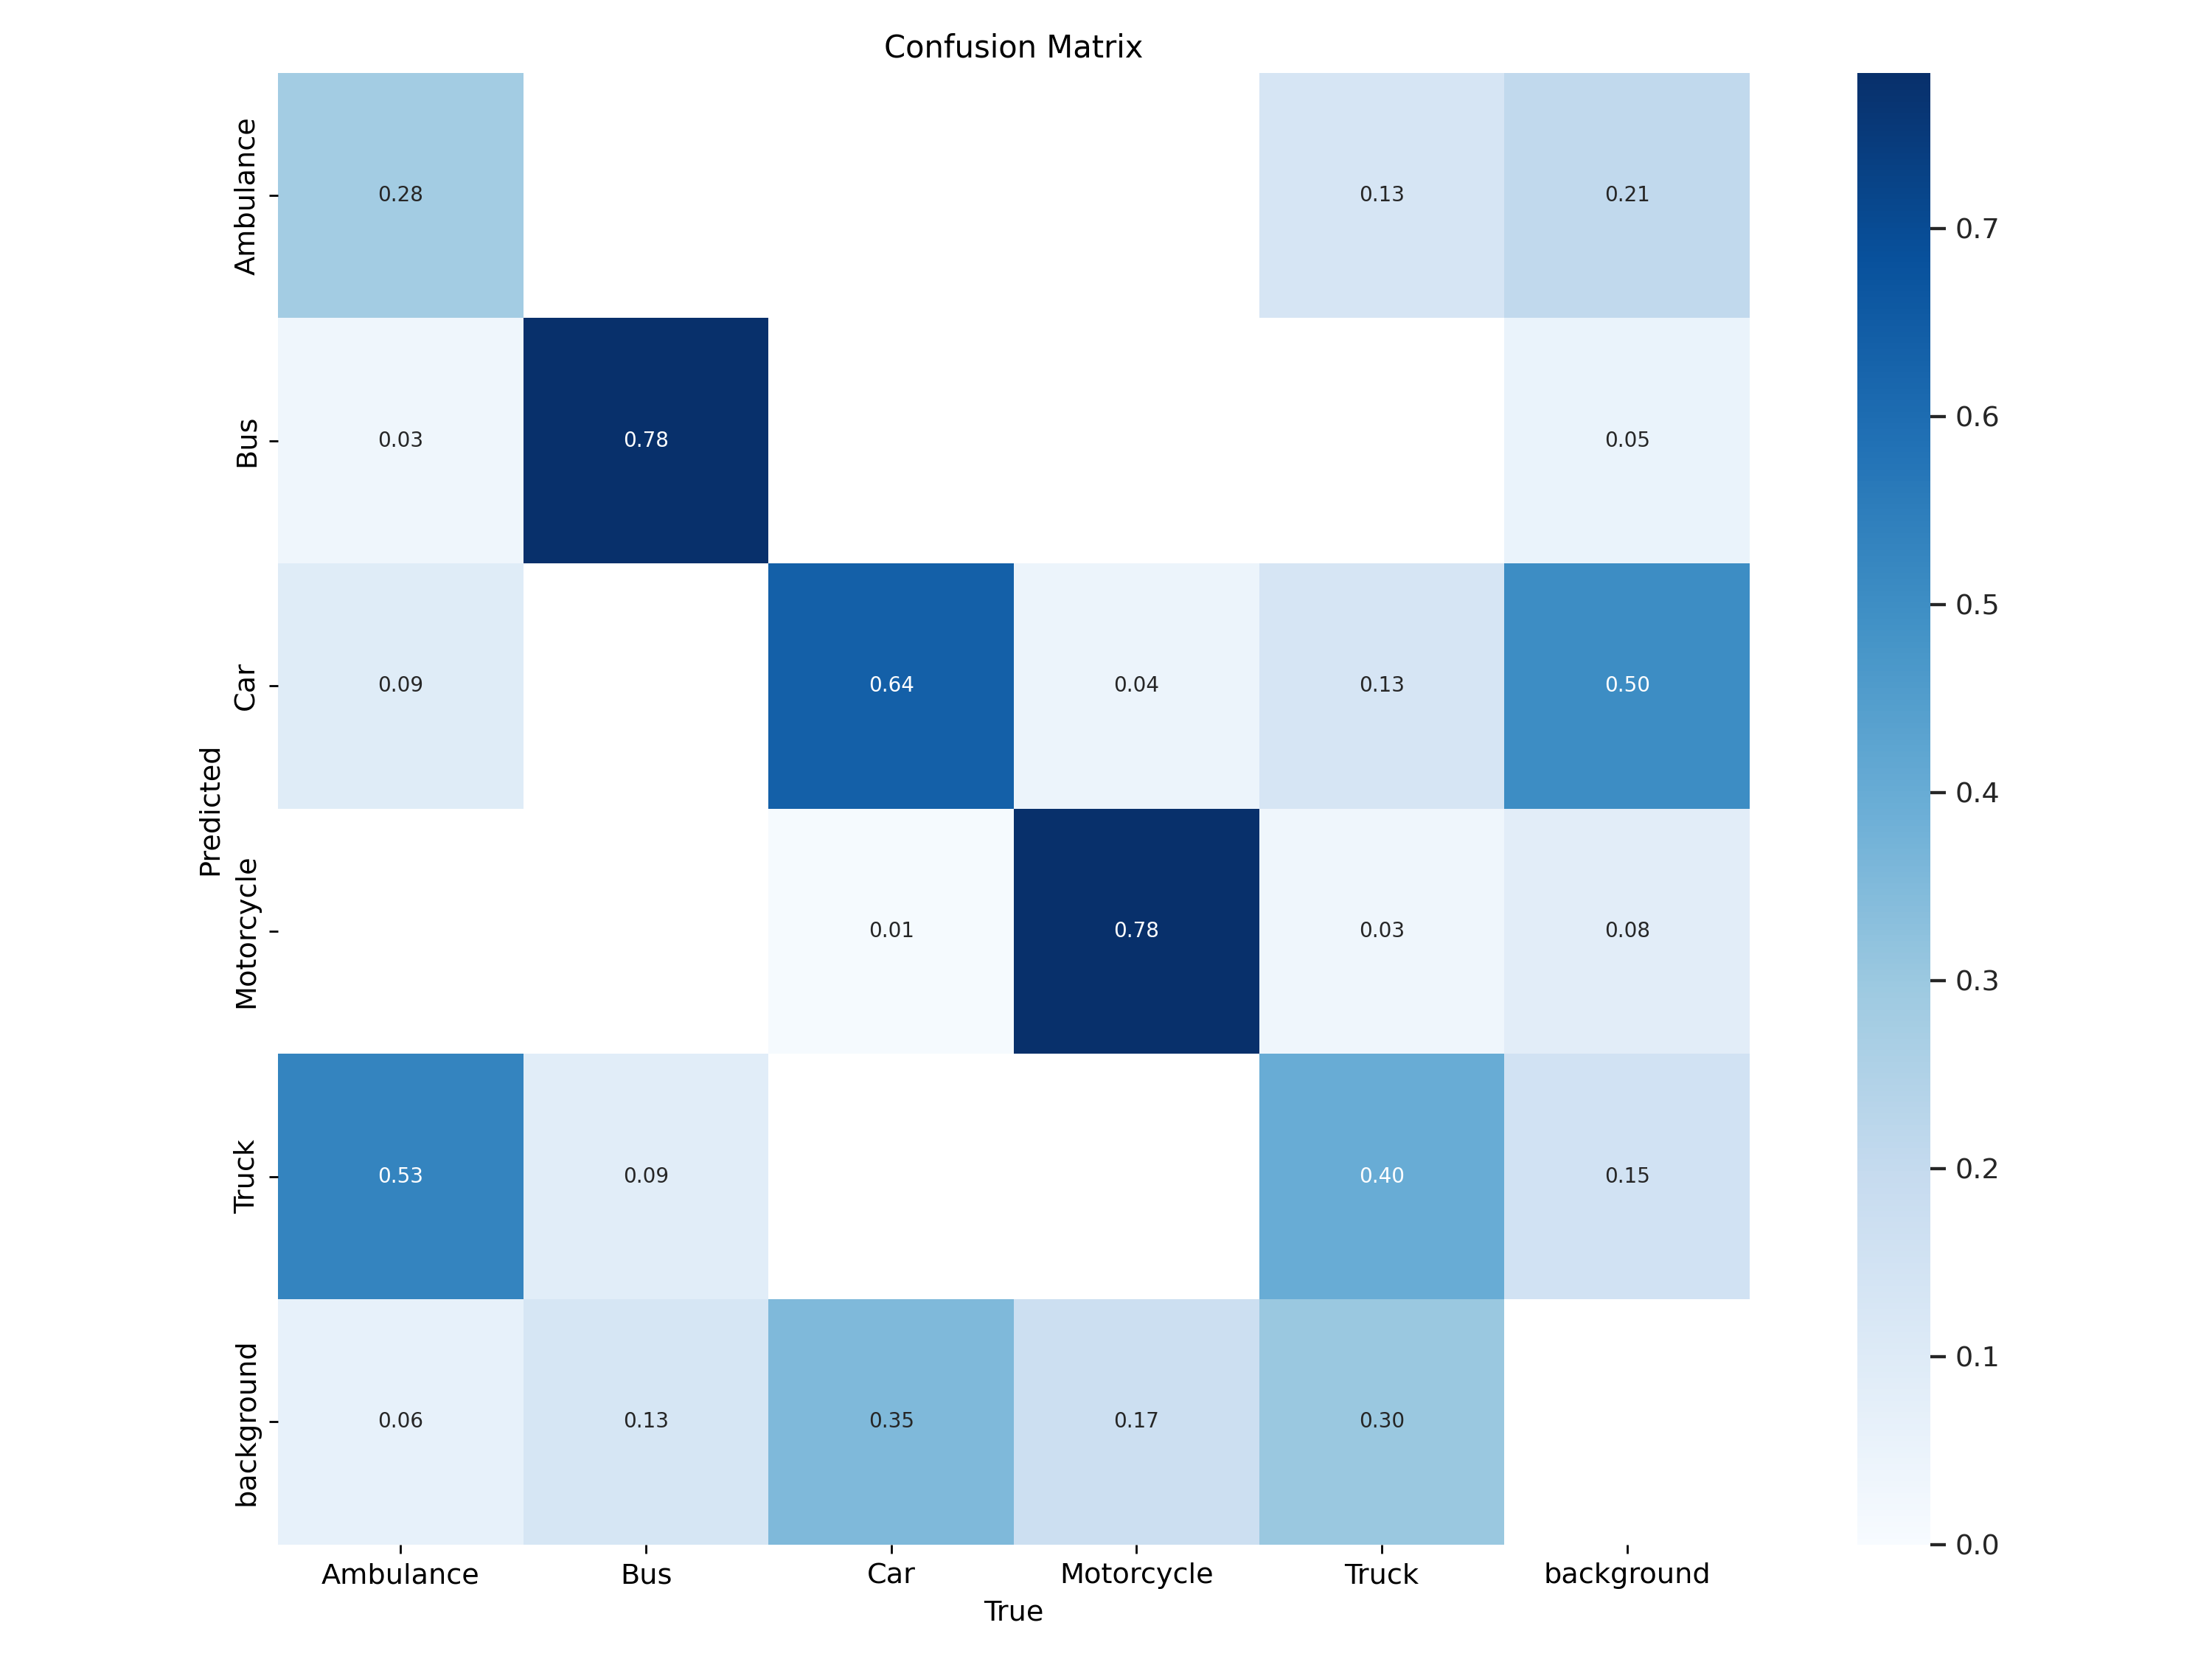 Confusion Matrix
Ambulance 0.28 0.13 0.21
Bus 0.03 0.78 0.05
Car 0.09 0.64 0.04 0.13 0.50
Motorcycle 0.01 0.78 0.03 0.08
Truck 0.53 0.09 0.40 0.15
background 0.06 0.13 0.35 0.17 0.30
Predicted
Ambulance Bus Car Motorcycle Truck background
True
0.7
0.6
0.5
0.4
0.3
0.2
0.1
0.0